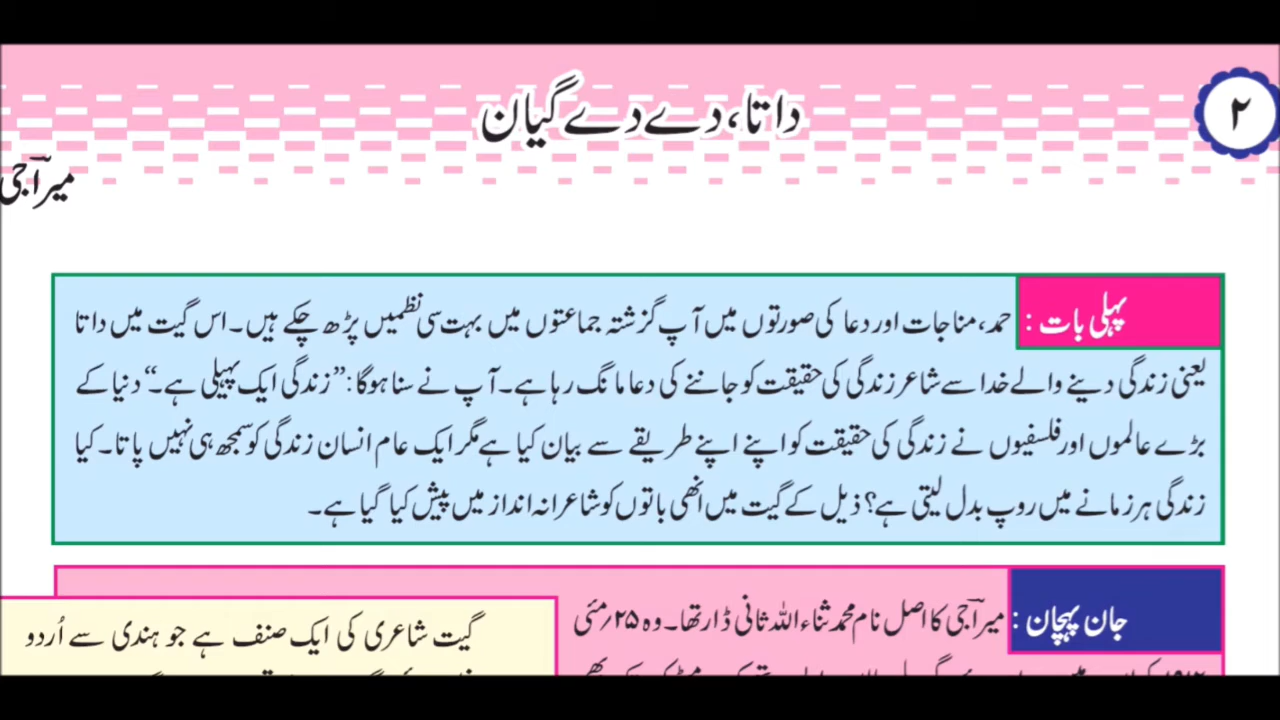 ۲
داتا، دے دے گیان
میراؔجی
پہلی بات :
حمد، مناجات اور دعا کی صورتوں میں آپ گزشتہ جماعتوں میں بہت سی نظمیں پڑھ چکے ہیں۔ اس گیت میں داتا
یعنی زندگی دینے والے خدا سے شاعر زندگی کی حقیقت کو جاننے کی دعا مانگ رہا ہے۔ آپ نے سنا ہوگا: ”زندگی ایک پہیلی ہے۔“ دنیا کے
بڑے عالموں اور فلسفیوں نے زندگی کی حقیقت کو اپنے اپنے طریقے سے بیان کیا ہے مگر ایک عام انسان زندگی کو سمجھ ہی نہیں پاتا۔ کیا
زندگی ہر زمانے میں روپ بدل لیتی ہے؟ ذیل کے گیت میں انھی باتوں کو شاعرانہ انداز میں پیش کیا گیا ہے۔
جان پہچان :
میراؔجی کا اصل نام محمد ثناء اللہ ثانی ڈار تھا۔ وہ ۲۵؍مئی
گیت شاعری کی ایک صنف ہے جو ہندی سے اُردو